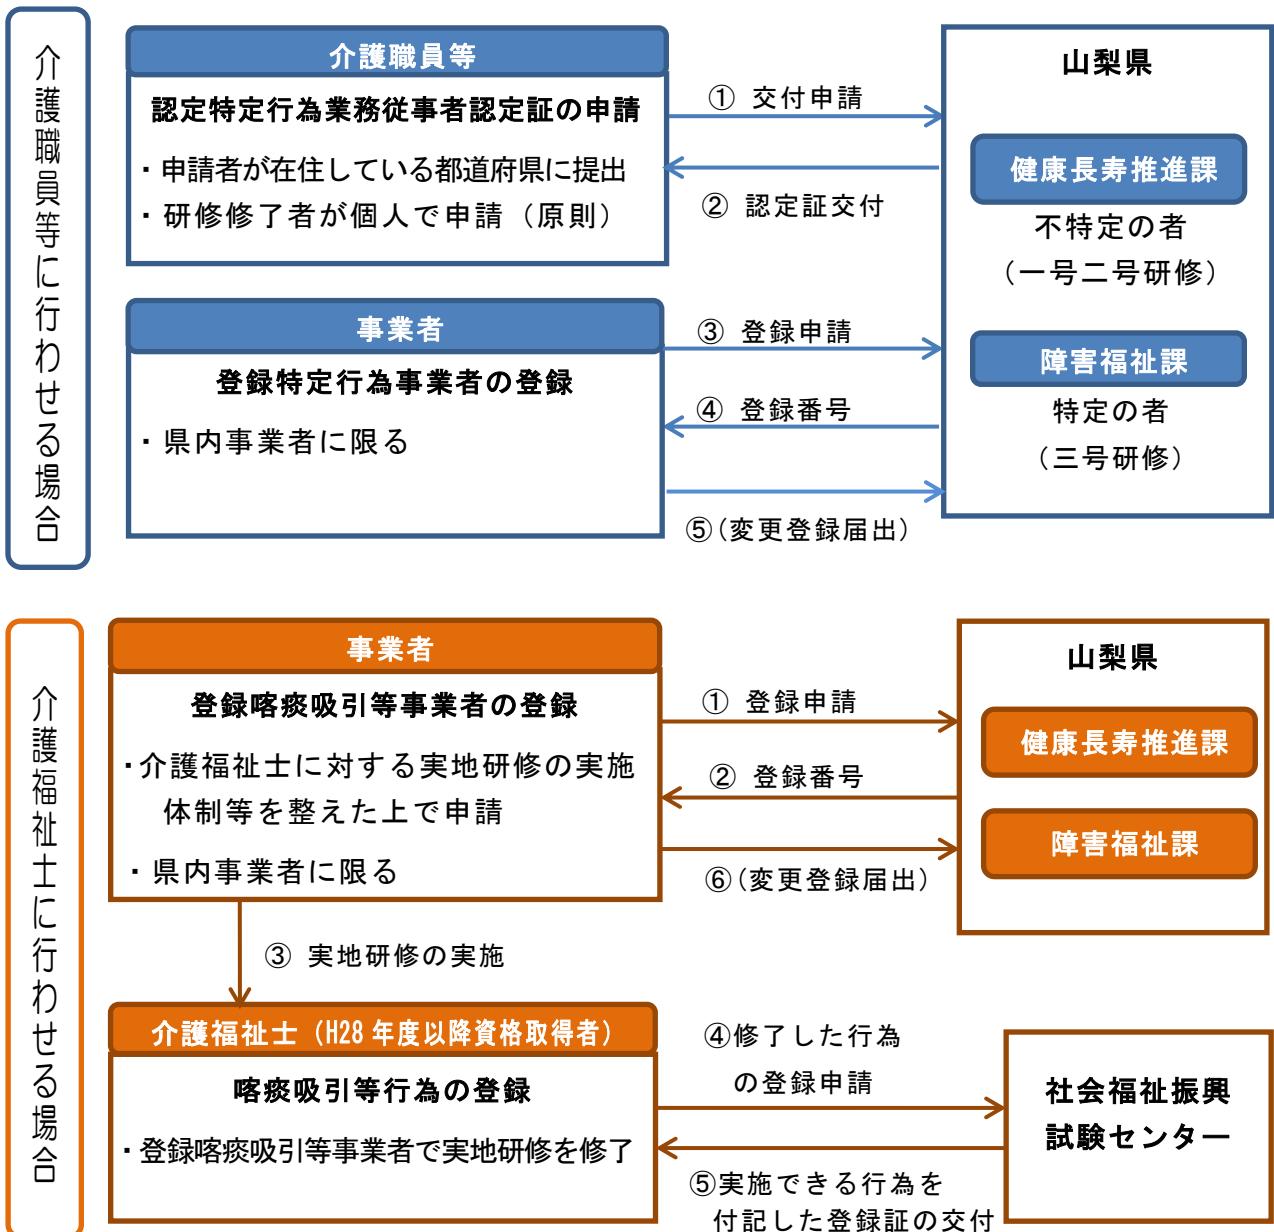 介護職員等に行わせる場合
介護職員等
認定特定行為業務従事者認定証の申請
・申請者が在住している都道府県に提出
・研修修了者が個人で申請（原則）
① 交付申請
② 認定証交付
事業者
登録特定行為事業者の登録
・県内事業者に限る
③ 登録申請
④ 登録番号
⑤(変更登録届出)
山梨県
健康長寿推進課
不特定の者
（一号二号研修）
障害福祉課
特定の者
（三号研修）
介護福祉士に行わせる場合
事業者
登録喀痰吸引等事業者の登録
・介護福祉士に対する実地研修の実施
体制等を整えた上で申請
・県内事業者に限る
① 登録申請
② 登録番号
⑥(変更登録届出)
山梨県
健康長寿推進課
障害福祉課
③ 実地研修の実施
介護福祉士（H28 年度以降資格取得者）
喀痰吸引等行為の登録
・登録喀痰吸引等事業者で実地研修を修了
④修了した行為
の登録申請
⑤実施できる行為を
付記した登録証の交付
社会福祉振興
試験センター